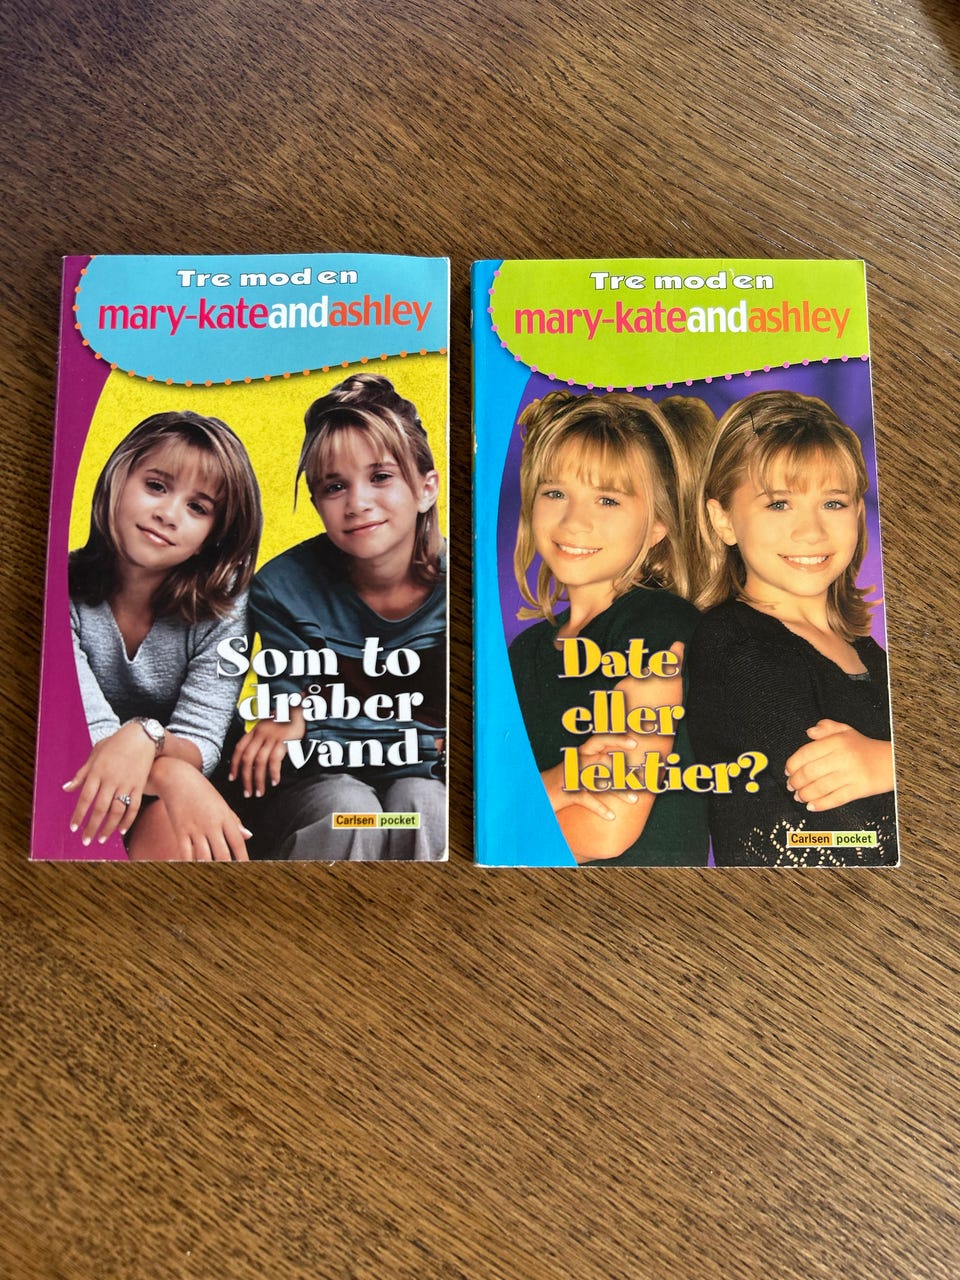 Tre mod en
mary-kateandashley
Som to
dråber
vand
Carlsen pocket
Tre mod en
mary-kateandashley
Date
eller
lektier?
Carlsen pocket